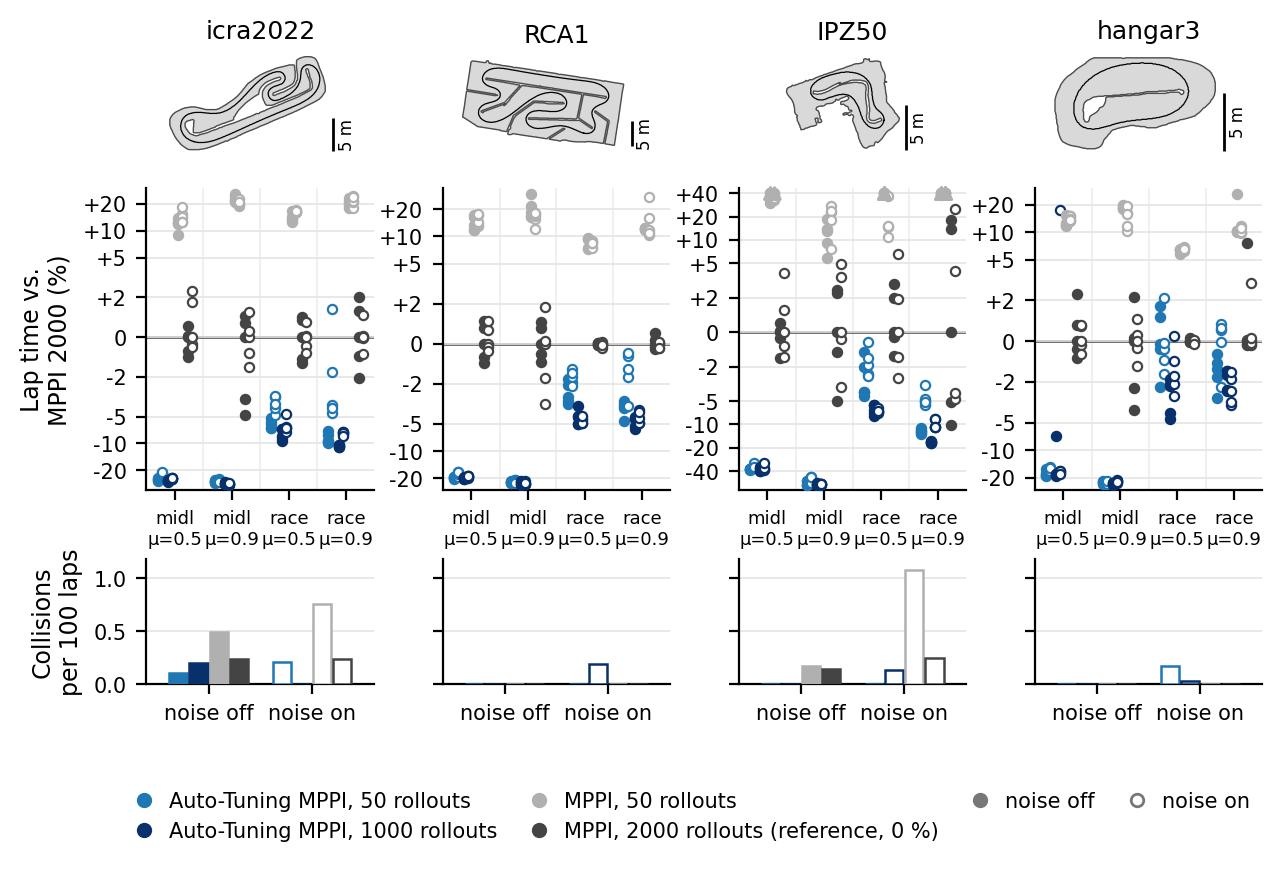 icra2022
RCA1
IPZ50
hangar3
5 m
5 m
5 m
5 m
Lap time vs.
MPPI 2000 (%)
+20
+10
+5
+2
0
-2
-5
-10
-20
+20
+10
+5
+2
0
-2
-5
-10
-20
+40
+20
+10
+5
+2
0
-2
-5
-10
-20
-40
+20
+10
+5
+2
0
-2
-5
-10
-20
midl midl race race
μ=0.5 μ=0.9 μ=0.5 μ=0.9
midl midl race race
μ=0.5 μ=0.9 μ=0.5 μ=0.9
midl midl race race
μ=0.5 μ=0.9 μ=0.5 μ=0.9
midl midl race race
μ=0.5 μ=0.9 μ=0.5 μ=0.9
Collisions
per 100 laps
1.0
0.5
0.0
noise off noise on
noise off noise on
noise off noise on
noise off noise on
Auto-Tuning MPPI, 50 rollouts
Auto-Tuning MPPI, 1000 rollouts
MPPI, 50 rollouts
MPPI, 2000 rollouts (reference, 0 %)
noise off
noise on